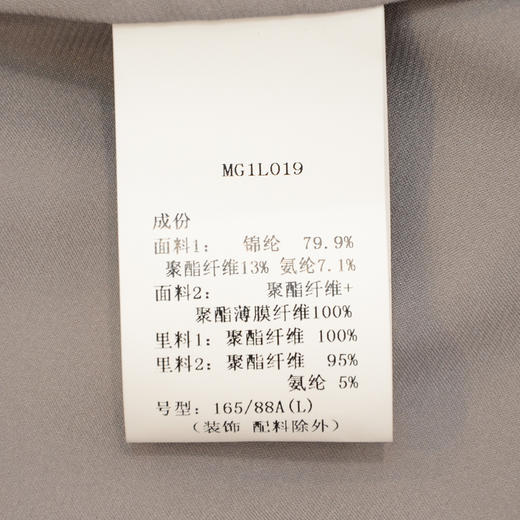 MG1L019
成份
面料1： 锦纶 79.9%
聚酯纤维13% 氨纶7.1%
面料2： 聚酯纤维+
聚酯薄膜纤维100%
里料1：聚酯纤维 100%
里料2：聚酯纤维 95%
氨纶 5%
号型：165/88A(L)
（装饰 配料除外）